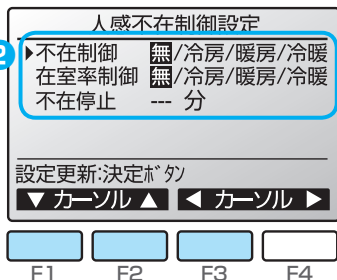 人感不在制御設定
2
▶不在制御 無/冷房/暖房/冷暖
在室率制御 無/冷房/暖房/冷暖
不在停止 --- 分
設定更新:決定ボタン
▼ カーソル ▲ ◀ カーソル ▶
F1 F2 F3 F4